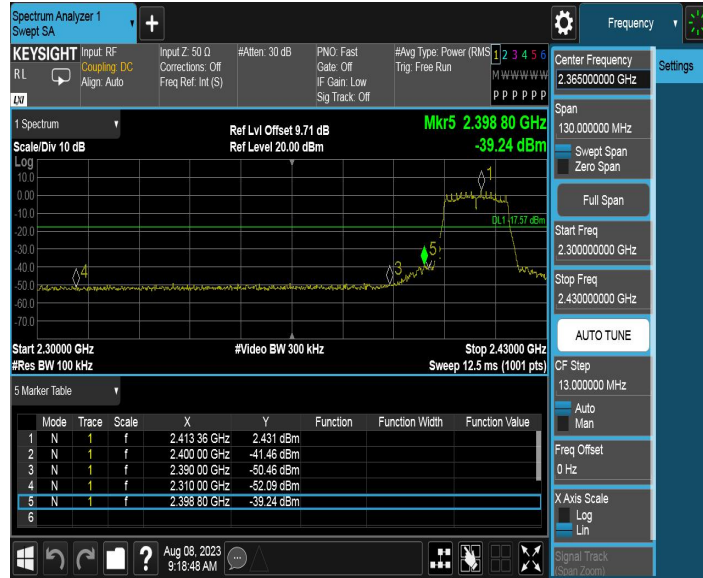 Spectrum Analyzer 1
Swept SA
Frequency
KEYSIGHT
R L
LXI
Input: RF
Coupling: DC
Align: Auto
Input Z: 50 Ω
Corrections: Off
Freq Ref: Int (S)
#Atten: 30 dB
PNO: Fast
Gate: Off
IF Gain: Low
Sig Track: Off
#Avg Type: Power (RMS
Trig: Free Run
1 2 3 4 5 6
M W W W W W
P P P P P P
1 Spectrum
Scale/Div 10 dB
Ref Lvl Offset 9.71 dB
Ref Level 20.00 dBm
Mkr5 2.398 80 GHz
-39.24 dBm
Log
10.0
0.00
-10.0
-20.0
-30.0
-40.0
-50.0
-60.0
-70.0
1
DL1 -17.57 dBm
5
3
4
Start 2.30000 GHz
#Video BW 300 kHz
Stop 2.43000 GHz
#Res BW 100 kHz
Sweep 12.5 ms (1001 pts)
5 Marker Table
Mode Trace Scale X Y Function Function Width Function Value
1 N 1 f 2.413 36 GHz 2.431 dBm
2 N 1 f 2.400 00 GHz -41.46 dBm
3 N 1 f 2.390 00 GHz -50.46 dBm
4 N 1 f 2.310 00 GHz -52.09 dBm
5 N 1 f 2.398 80 GHz -39.24 dBm
6
Aug 08, 2023
9:18:48 AM
Center Frequency
2.365000000 GHz
Settings
Span
130.000000 MHz
Swept Span
Zero Span
Full Span
Start Freq
2.300000000 GHz
Stop Freq
2.430000000 GHz
AUTO TUNE
CF Step
13.000000 MHz
Auto
Man
Freq Offset
0 Hz
X Axis Scale
Log
Lin
Signal Track
(Span Zoom)